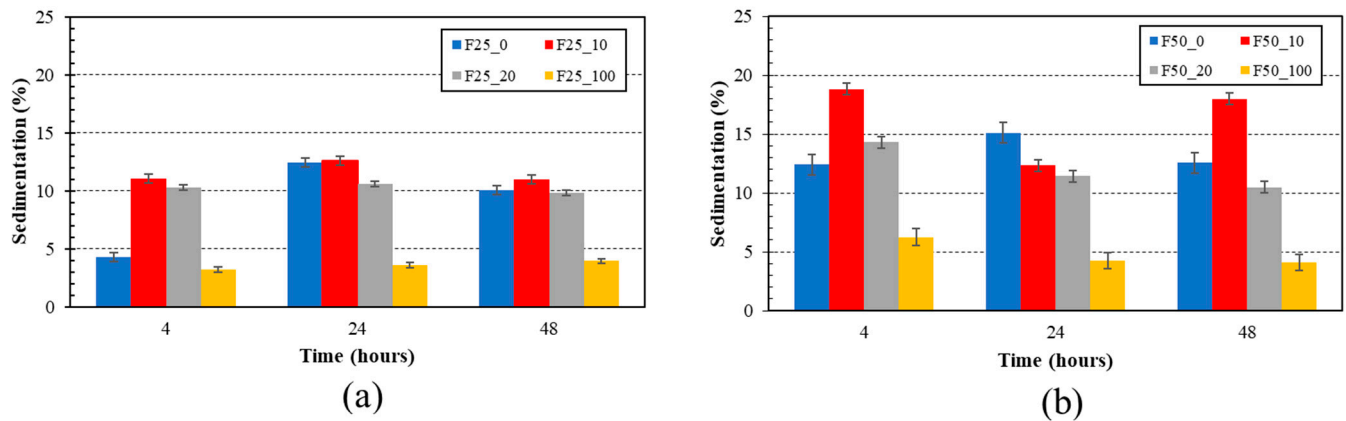 25
20
15
10
5
0
Sedimentation (%)
F25_0 F25_10
F25_20 F25_100
4 24 48
Time (hours)
(a)
25
20
15
10
5
0
Sedimentation (%)
F50_0 F50_10
F50_20 F50_100
4 24 48
Time (hours)
(b)